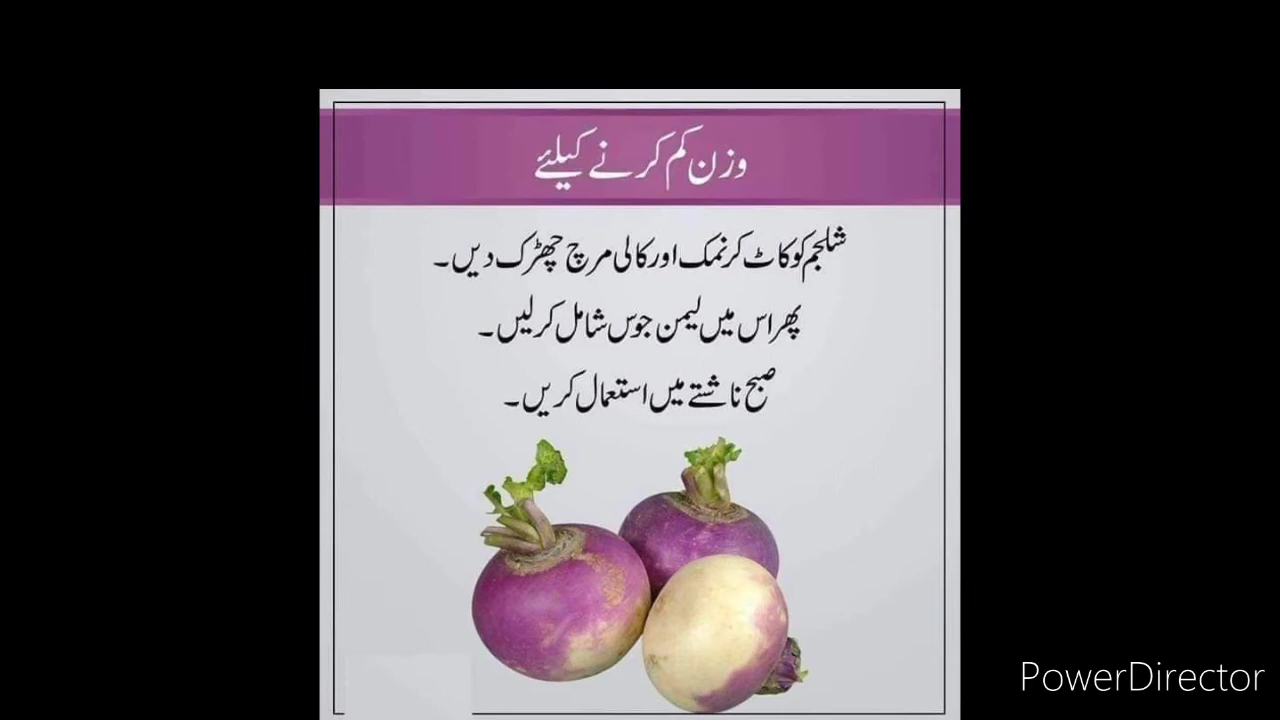 وزن کم کرنے کیلئے
شلجم کو کاٹ کر نمک اور کالی مرچ چھڑک دیں۔
پھر اس میں لیمن جوس شامل کر لیں۔
صبح ناشتے میں استعمال کریں۔
PowerDirector